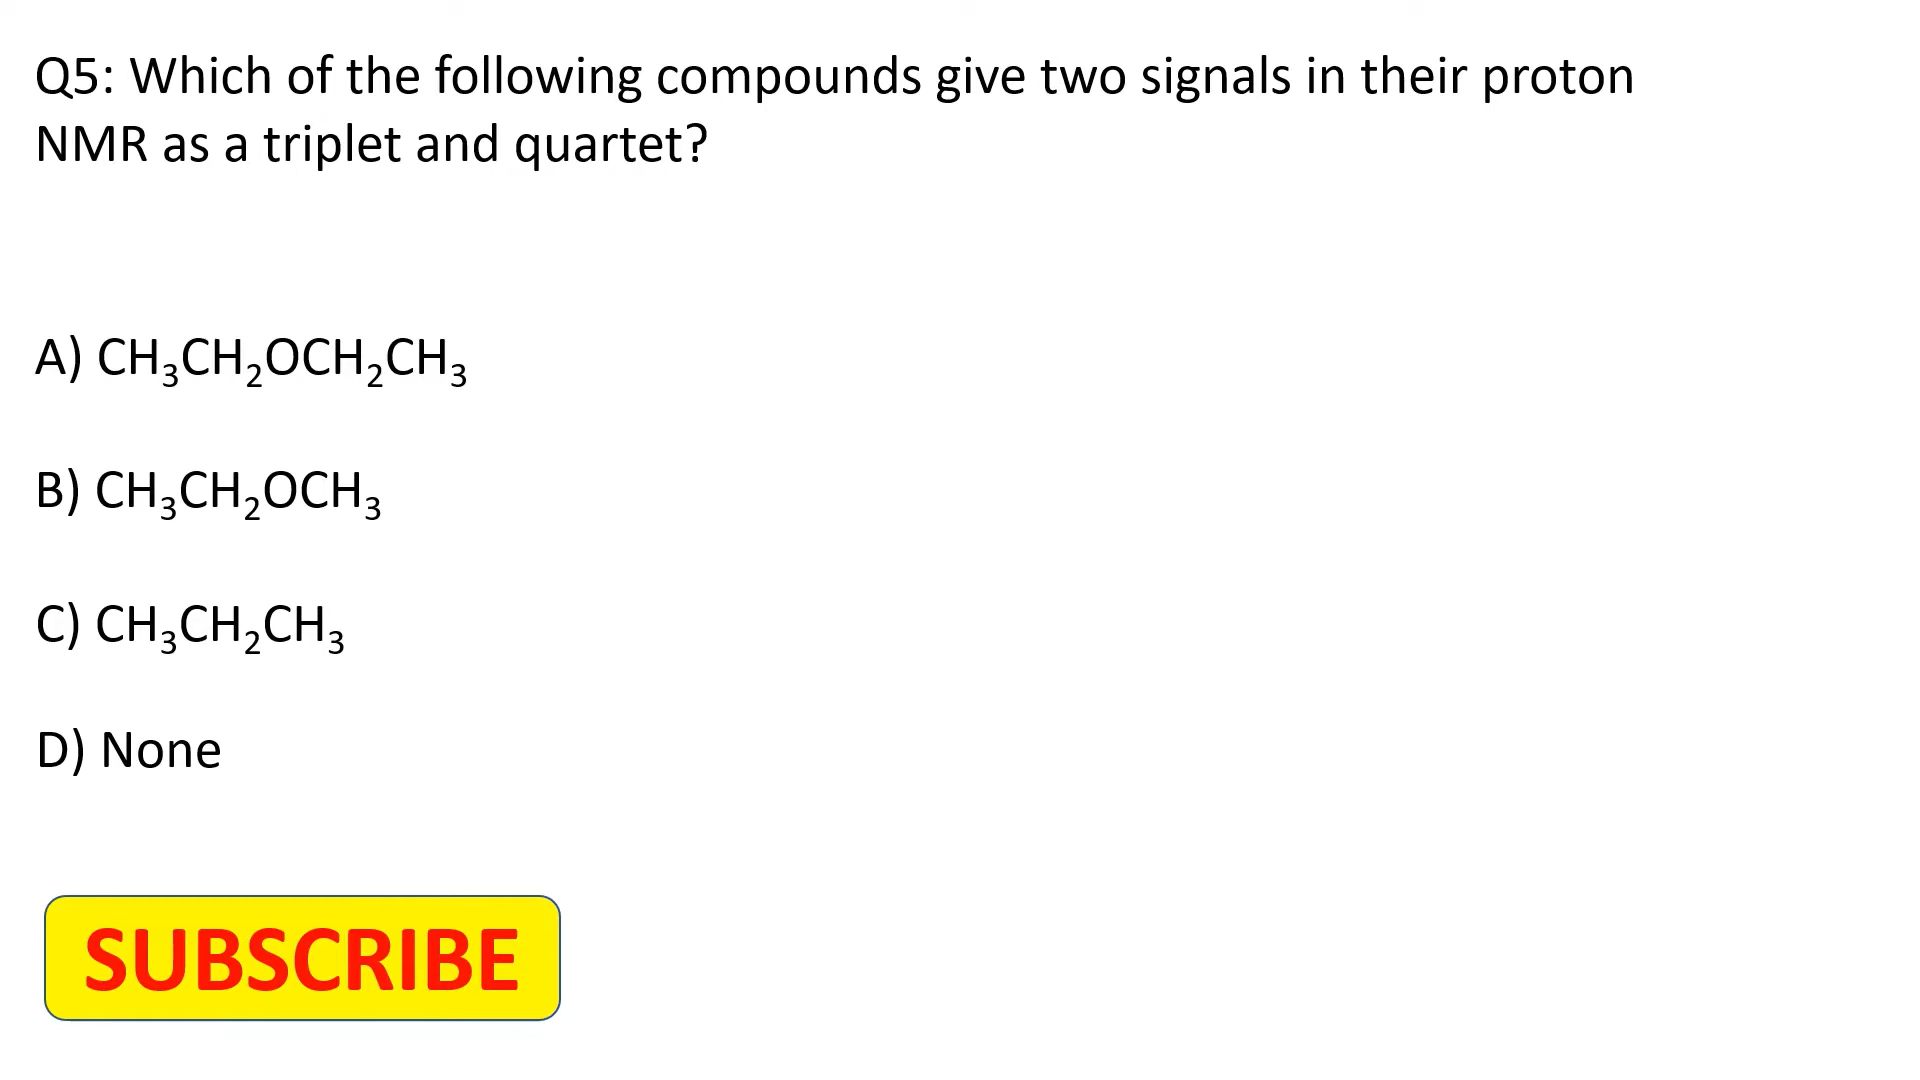 Q5: Which of the following compounds give two signals in their proton
NMR as a triplet and quartet?
A) CH₃CH₂OCH₂CH₃
B) CH₃CH₂OCH₃
C) CH₃CH₂CH₃
D) None
SUBSCRIBE